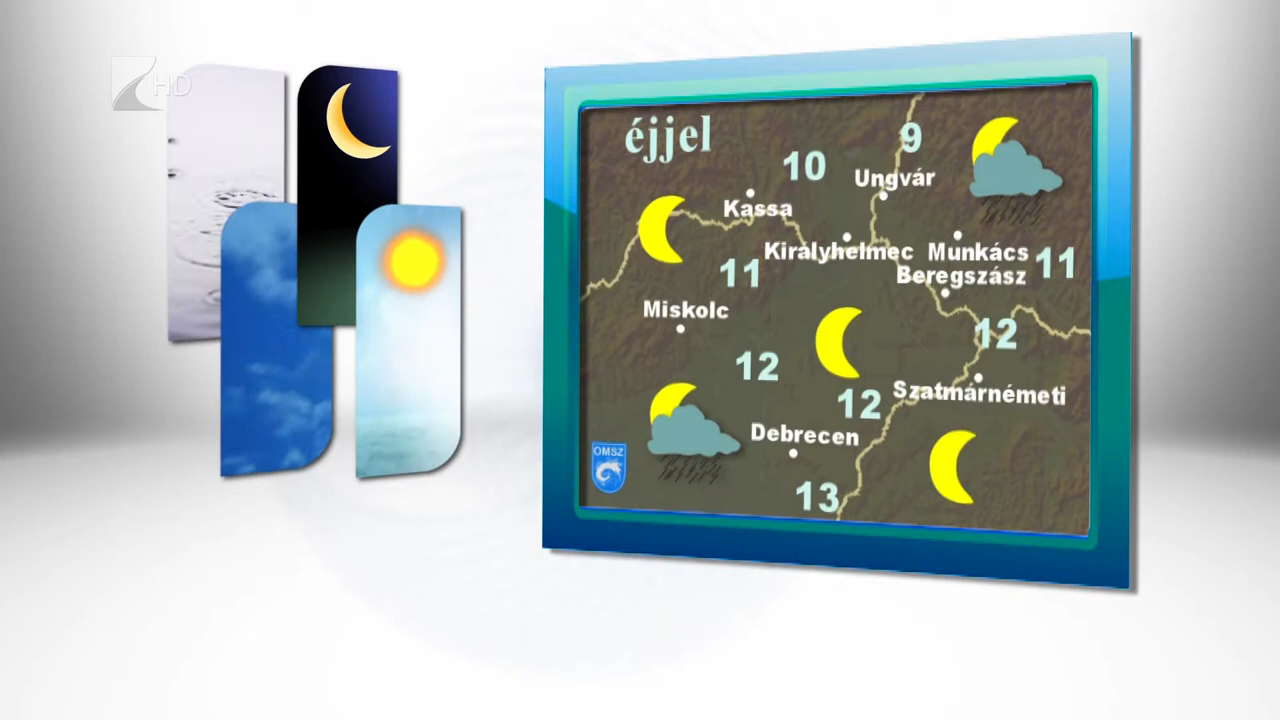 HD
éjjel
9
10
Ungvár
Kassa
Királyhelmec
Munkács
11
11
Beregszász
Miskolc
12
12
Szatmárnémeti
12
Debrecen
OMSZ
13